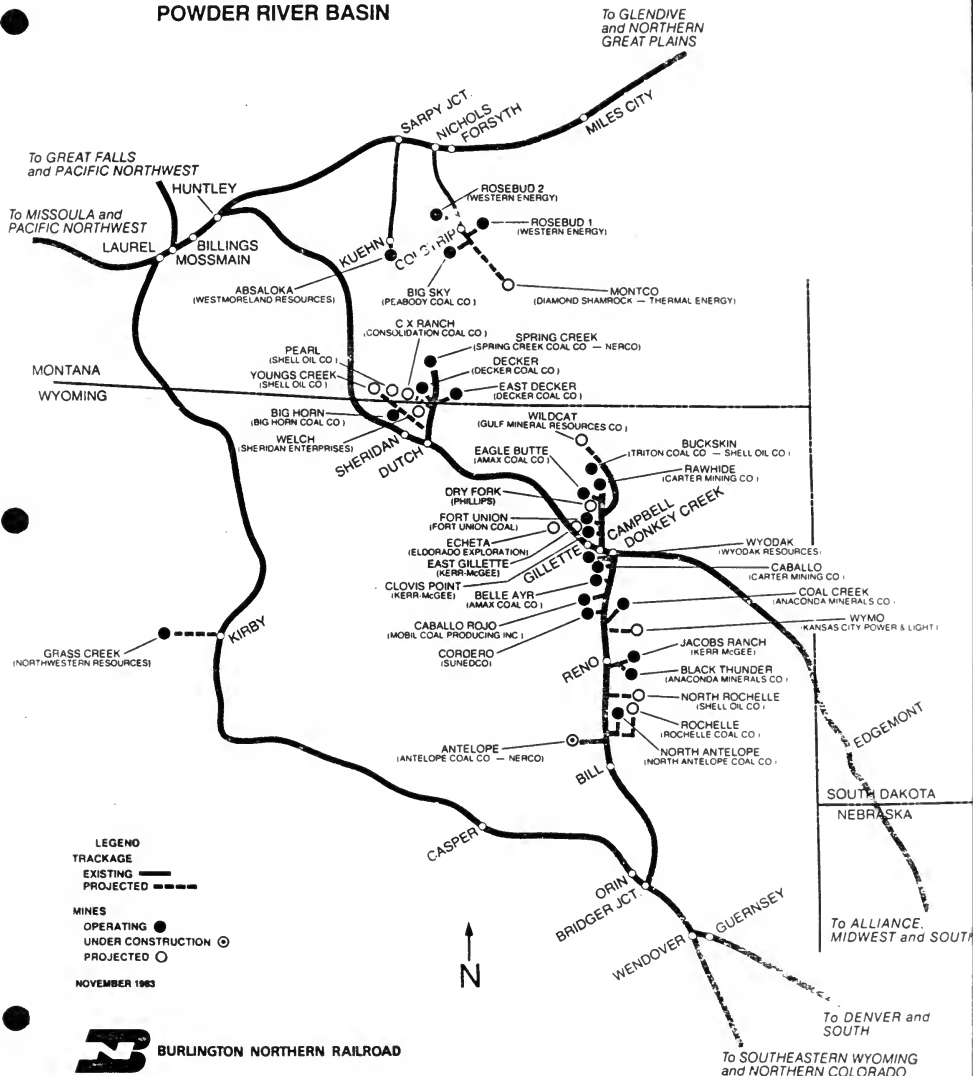 POWDER RIVER BASIN
To GLENDIVE
and NORTHERN
GREAT PLAINS
SARPY JCT.
NICHOLS
FORSYTH
MILES CITY
To GREAT FALLS
and PACIFIC NORTHWEST
HUNTLEY
To MISSOULA and
PACIFIC NORTHWEST
LAUREL
BILLINGS
MOSSMAIN
ROSEBUD 2
(WESTERN ENERGY)
ROSEBUD 1
(WESTERN ENERGY)
KUEHN
COLSTRIP
ABSALOKA
(WESTMORELAND RESOURCES)
BIG SKY
(PEABODY COAL CO)
MONTCO
(DIAMOND SHAMROCK — THERMAL ENERGY)
C X RANCH
(CONSOLIDATION COAL CO)
SPRING CREEK
(SPRING CREEK COAL CO — NERCO)
PEARL
(SHELL OIL CO)
DECKER
(DECKER COAL CO)
YOUNGS CREEK
(SHELL OIL CO)
EAST DECKER
(DECKER COAL CO)
MONTANA
WYOMING
BIG HORN
(BIG HORN COAL CO)
WELCH
(SHERIDAN ENTERPRISES)
SHERIDAN
DUTCH
WILDCAT
(GULF MINERAL RESOURCES CO)
EAGLE BUTTE
(AMAX COAL CO)
BUCKSKIN
(TRITON COAL CO — SHELL OIL CO)
RAWHIDE
(CARTER MINING CO)
DRY FORK
(PHILLIPS)
FORT UNION
(FORT UNION COAL)
ECHETA
(ELDORADO EXPLORATION)
EAST GILLETTE
(KERR-McGEE)
CLOVIS POINT
(KERR-McGEE)
GILLETTE
CAMPBELL
DONKEY CREEK
WYODAK
(WYODAK RESOURCES)
CABALLO
(CARTER MINING CO)
BELLE AYR
(AMAX COAL CO)
COAL CREEK
(ANACONDA MINERALS CO)
CABALLO ROJO
(MOBIL COAL PRODUCING INC)
WYMO
(KANSAS CITY POWER & LIGHT)
CORDERO
(SUNEDCO)
GRASS CREEK
(NORTHWESTERN RESOURCES)
KIRBY
RENO
JACOBS RANCH
(KERR McGEE)
BLACK THUNDER
(ANACONDA MINERALS CO)
NORTH ROCHELLE
(SHELL OIL CO)
ROCHELLE
(ROCHELLE COAL CO)
NORTH ANTELOPE
(NORTH ANTELOPE COAL CO)
ANTELOPE
(ANTELOPE COAL CO — NERCO)
BILL
EDGEMONT
SOUTH DAKOTA
NEBRASKA
CASPER
ORIN
BRIDGER JCT.
WENDOVER
GUERNSEY
To ALLIANCE,
MIDWEST and SOUTH
To DENVER and
SOUTH
To SOUTHEASTERN WYOMING
and NORTHERN COLORADO
LEGEND
TRACKAGE
EXISTING
PROJECTED
MINES
OPERATING
UNDER CONSTRUCTION
PROJECTED
NOVEMBER 1983
N
BN BURLINGTON NORTHERN RAILROAD